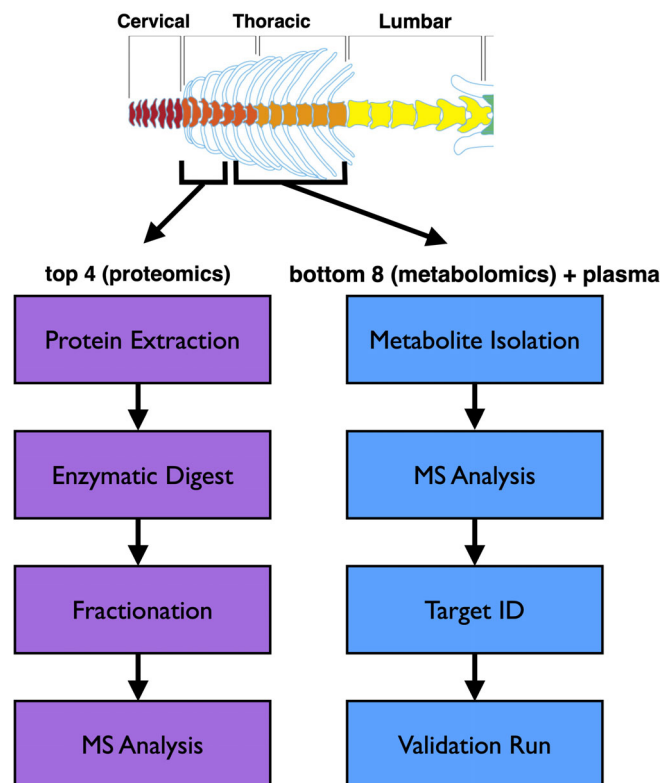 Cervical Thoracic Lumbar
top 4 (proteomics)
bottom 8 (metabolomics) + plasma
Protein Extraction
Enzymatic Digest
Fractionation
MS Analysis
Metabolite Isolation
MS Analysis
Target ID
Validation Run